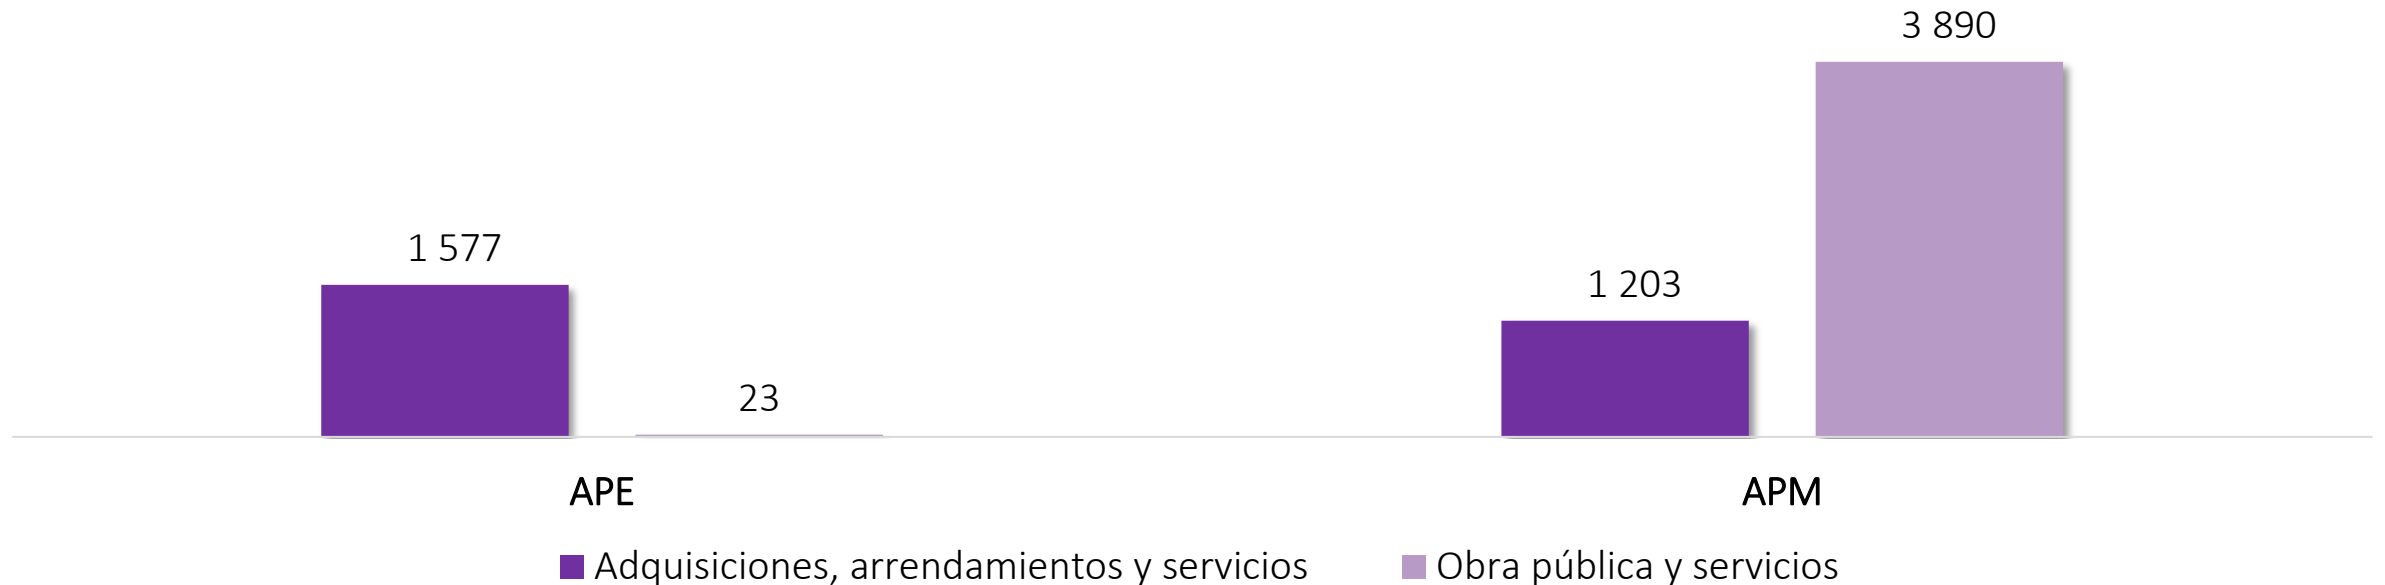 3 890
1 577
1 203
23
APE
APM
Adquisiciones, arrendamientos y servicios
Obra pública y servicios